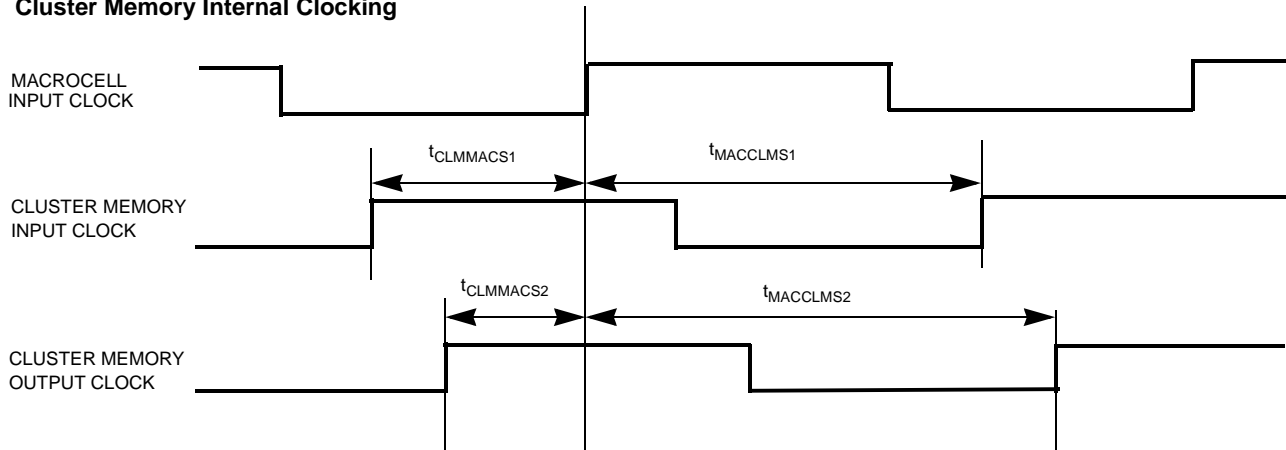 Cluster Memory Internal Clocking
MACROCELL
INPUT CLOCK
tCLMMACS1
tMACCLMS1
CLUSTER MEMORY
INPUT CLOCK
tCLMMACS2
tMACCLMS2
CLUSTER MEMORY
OUTPUT CLOCK